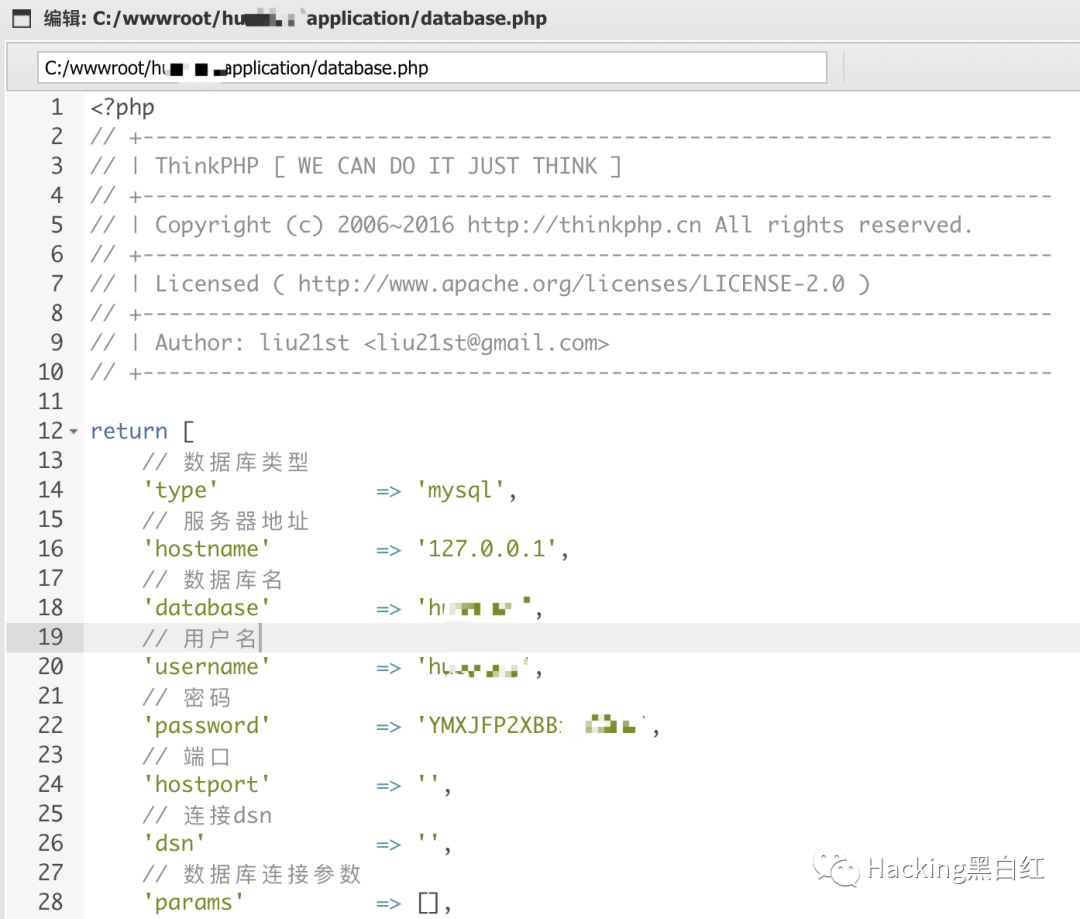 编辑: C:/wwwroot/hu application/database.php
C:/wwwroot/hu application/database.php
1 <?php
2 // +----------------------------------------------------------------------
3 // | ThinkPHP [ WE CAN DO IT JUST THINK ]
4 // +----------------------------------------------------------------------
5 // | Copyright (c) 2006~2016 http://thinkphp.cn All rights reserved.
6 // +----------------------------------------------------------------------
7 // | Licensed ( http://www.apache.org/licenses/LICENSE-2.0 )
8 // +----------------------------------------------------------------------
9 // | Author: liu21st <liu21st@gmail.com>
10 // +----------------------------------------------------------------------
11
12 return [
13 // 数据库类型
14 'type' => 'mysql',
15 // 服务器地址
16 'hostname' => '127.0.0.1',
17 // 数据库名
18 'database' => 'h ',
19 // 用户名
20 'username' => 'hu ',
21 // 密码
22 'password' => 'YMXJFP2XBB ',
23 // 端口
24 'hostport' => '',
25 // 连接dsn
26 'dsn' => '',
27 // 数据库连接参数
28 'params' => [],
Hacking黑白红